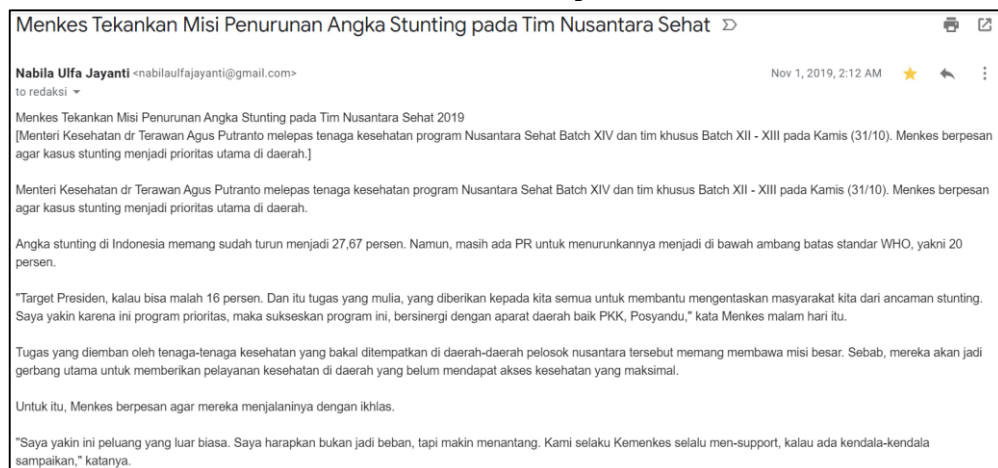 Menkes Tekankan Misi Penurunan Angka Stunting pada Tim Nusantara Sehat
Nabila Ulfa Jayanti <nabilaulfajayanti@gmail.com>
Nov 1, 2019, 2:12 AM
to redaksi
Menkes Tekankan Misi Penurunan Angka Stunting pada Tim Nusantara Sehat 2019
[Menteri Kesehatan dr Terawan Agus Putranto melepas tenaga kesehatan program Nusantara Sehat Batch XIV dan tim khusus Batch XII - XIII pada Kamis (31/10). Menkes berpesan
agar kasus stunting menjadi prioritas utama di daerah.]
Menteri Kesehatan dr Terawan Agus Putranto melepas tenaga kesehatan program Nusantara Sehat Batch XIV dan tim khusus Batch XII - XIII pada Kamis (31/10). Menkes berpesan
agar kasus stunting menjadi prioritas utama di daerah.
Angka stunting di Indonesia memang sudah turun menjadi 27,67 persen. Namun, masih ada PR untuk menurunkannya menjadi di bawah ambang batas standar WHO, yakni 20
persen.
"Target Presiden, kalau bisa malah 16 persen. Dan itu tugas yang mulia, yang diberikan kepada kita semua untuk membantu mengentaskan masyarakat kita dari ancaman stunting.
Saya yakin karena ini program prioritas, maka sukseskan program ini, bersinergi dengan aparat daerah baik PKK, Posyandu," kata Menkes malam hari itu.
Tugas yang diemban oleh tenaga-tenaga kesehatan yang bakal ditempatkan di daerah-daerah pelosok nusantara tersebut memang membawa misi besar. Sebab, mereka akan jadi
gerbang utama untuk memberikan pelayanan kesehatan di daerah yang belum mendapat akses kesehatan yang maksimal.
Untuk itu, Menkes berpesan agar mereka menjalaninya dengan ikhlas.
"Saya yakin ini peluang yang luar biasa. Saya harapkan bukan jadi beban, tapi makin menantang. Kami selaku Kemenkes selalu men-support, kalau ada kendala-kendala
sampaikan," katanya.